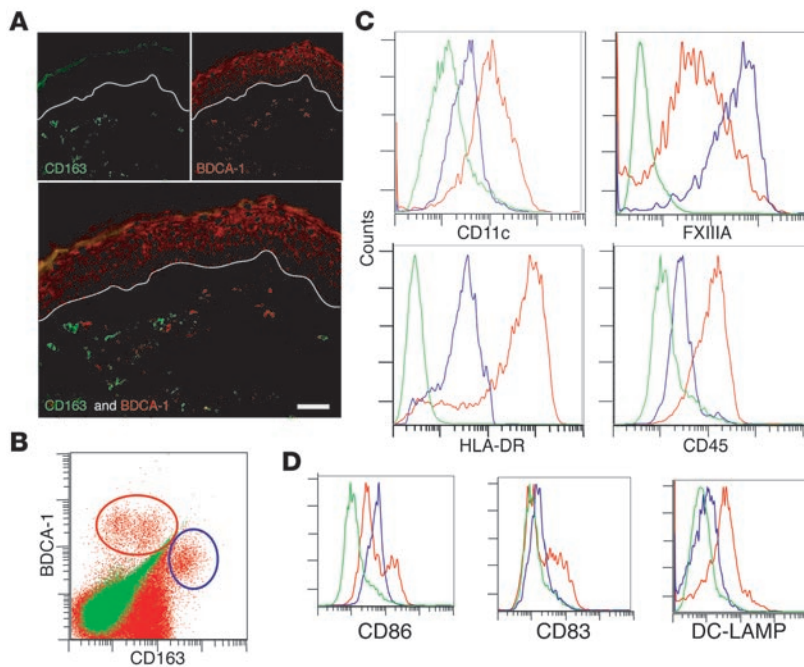 A
CD163
BDCA-1
CD163 and BDCA-1
B
BDCA-1
CD163
C
Counts
CD11c
FXIIIA
HLA-DR
CD45
D
CD86
CD83
DC-LAMP